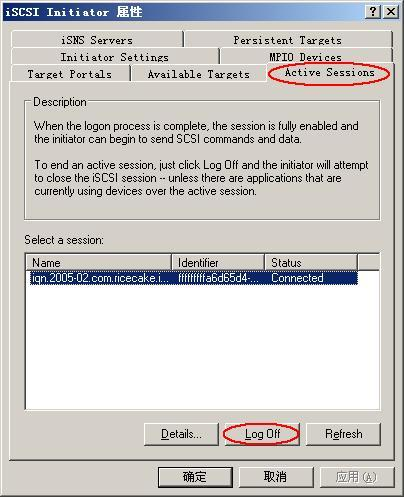 iSCSI Initiator 属性
iSNS Servers Persistent Targets
Initiator Settings MPIO Devices
Target Portals Available Targets Active Sessions
Description
When the logon process is complete, the session is fully enabled and
the initiator can begin to send SCSI commands and data.
To end an active session, just click Log Off and the initiator will attempt
to close the iSCSI session -- unless there are applications that are
currently using devices over the active session.
Select a session:
Name Identifier Status
iqn.2005-02.com.ricecake.i... fffffffffa6d65d4-... Connected
Details... Log Off Refresh
确定 取消 应用(A)